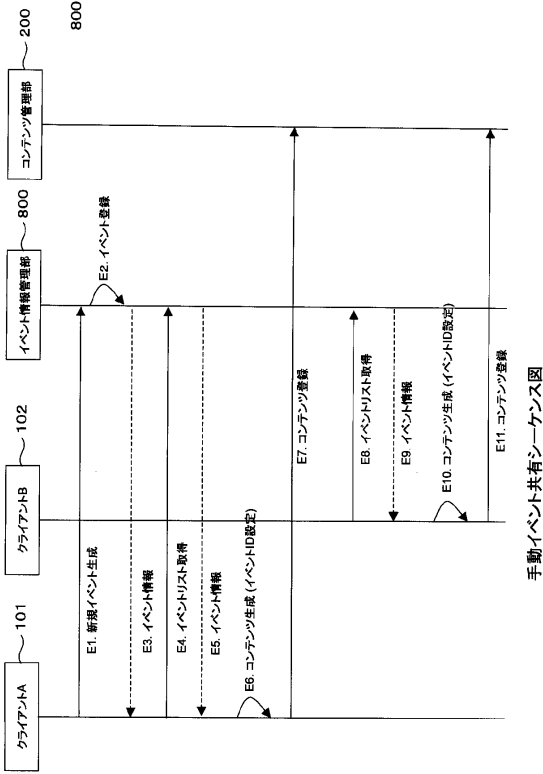 クライアントA
101
クライアントB
102
イベント情報管理部
800
コンテンツ管理部
200
800
E1. 新規イベント生成
E2. イベント登録
E3. イベント情報
E4. イベントリスト取得
E5. イベント情報
E6. コンテンツ生成 (イベントID設定)
E7. コンテンツ登録
E8. イベントリスト取得
E9. イベント情報
E10. コンテンツ生成 (イベントID設定)
E11. コンテンツ登録
手動イベント共有シーケンス図